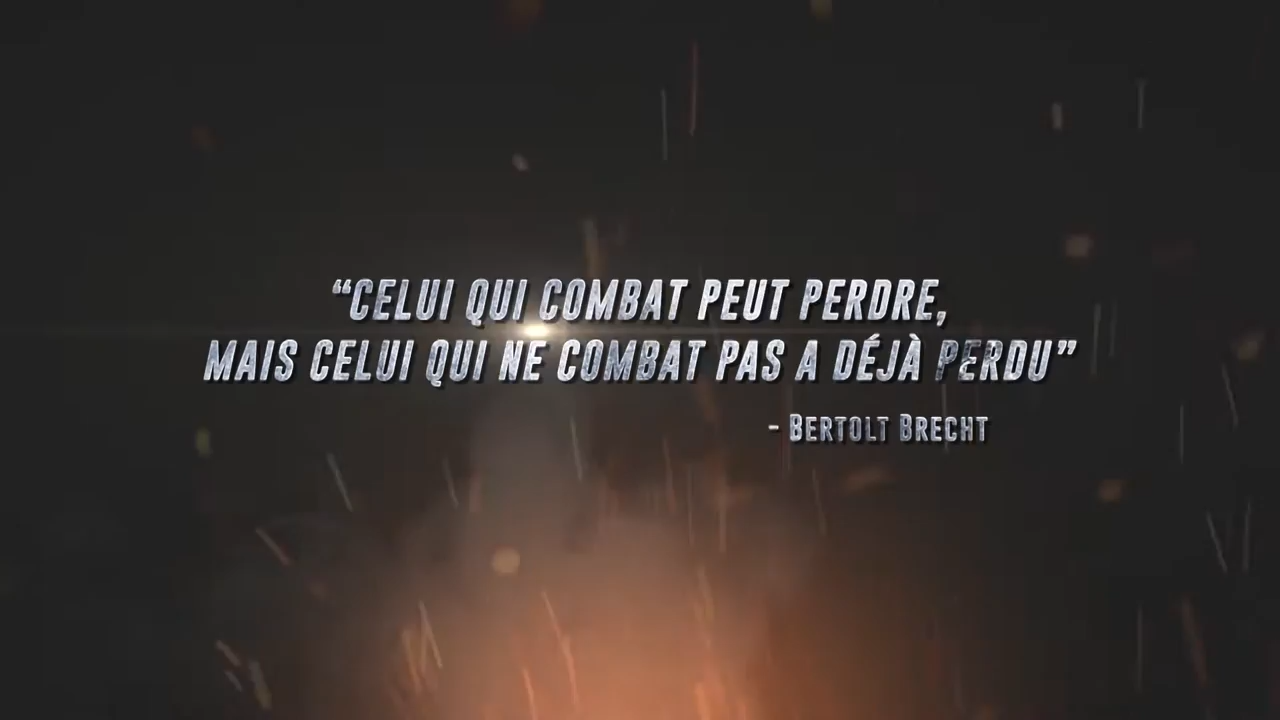 “CELUI QUI COMBAT PEUT PERDRE,
MAIS CELUI QUI NE COMBAT PAS A DÉJÀ PERDU”
- BERTOLT BRECHT